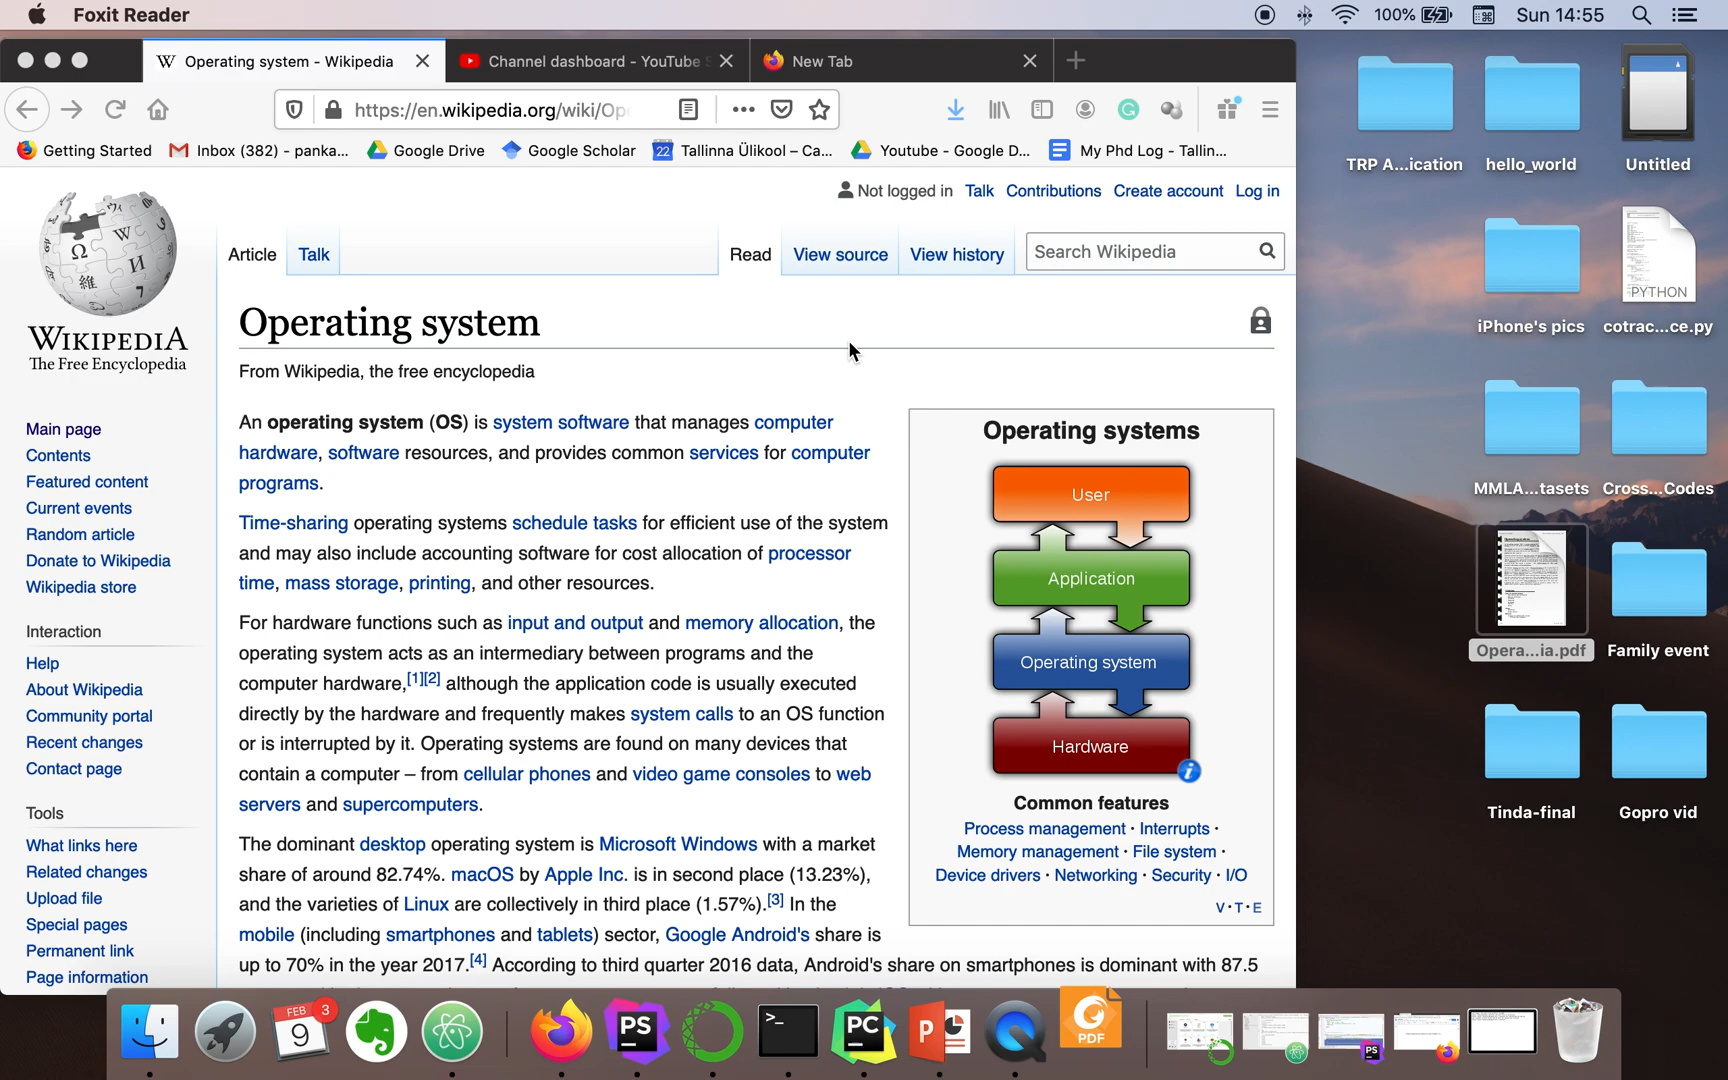 Foxit Reader
100%
Sun 14:55
Operating system - Wikipedia
Channel dashboard - YouTube S
New Tab
https://en.wikipedia.org/wiki/Ope
Getting Started
Inbox (382) - panka...
Google Drive
Google Scholar
22
Tallinna Ülikool – Ca...
Youtube - Google D...
My Phd Log - Tallin...
Not logged in
Talk
Contributions
Create account
Log in
Article
Talk
Read
View source
View history
Search Wikipedia
WIKIPEDIA
The Free Encyclopedia
Main page
Contents
Featured content
Current events
Random article
Donate to Wikipedia
Wikipedia store
Interaction
Help
About Wikipedia
Community portal
Recent changes
Contact page
Tools
What links here
Related changes
Upload file
Special pages
Permanent link
Page information
Operating system
From Wikipedia, the free encyclopedia
An operating system (OS) is system software that manages computer
hardware, software resources, and provides common services for computer
programs.
Time-sharing operating systems schedule tasks for efficient use of the system
and may also include accounting software for cost allocation of processor
time, mass storage, printing, and other resources.
For hardware functions such as input and output and memory allocation, the
operating system acts as an intermediary between programs and the
computer hardware,[1][2] although the application code is usually executed
directly by the hardware and frequently makes system calls to an OS function
or is interrupted by it. Operating systems are found on many devices that
contain a computer – from cellular phones and video game consoles to web
servers and supercomputers.
The dominant desktop operating system is Microsoft Windows with a market
share of around 82.74%. macOS by Apple Inc. is in second place (13.23%),
and the varieties of Linux are collectively in third place (1.57%).[3] In the
mobile (including smartphones and tablets) sector, Google Android's share is
up to 70% in the year 2017.[4] According to third quarter 2016 data, Android's share on smartphones is dominant with 87.5
Operating systems
User
Application
Operating system
Hardware
Common features
Process management · Interrupts ·
Memory management · File system ·
Device drivers · Networking · Security · I/O
V·T·E
TRP A...ication
hello_world
Untitled
iPhone's pics
PYTHON
cotrac...ce.py
MMLA...tasets
Cross...Codes
Opera...ia.pdf
Family event
Tinda-final
Gopro vid
FEB
9
3
PS
>_
PC
P
PDF
PS